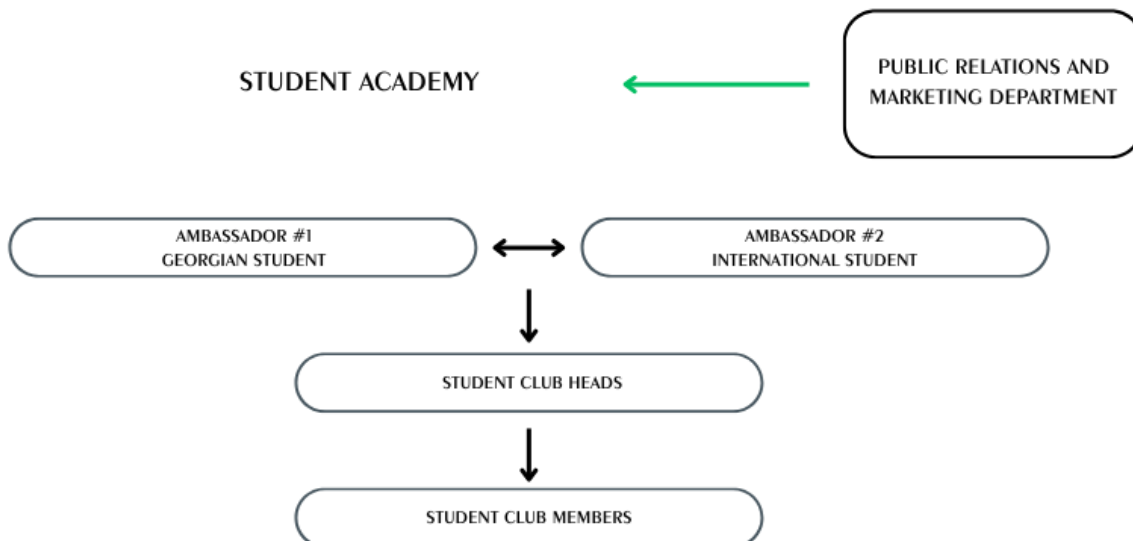 STUDENT ACADEMY
PUBLIC RELATIONS AND
MARKETING DEPARTMENT
AMBASSADOR #1
GEORGIAN STUDENT
AMBASSADOR #2
INTERNATIONAL STUDENT
STUDENT CLUB HEADS
STUDENT CLUB MEMBERS